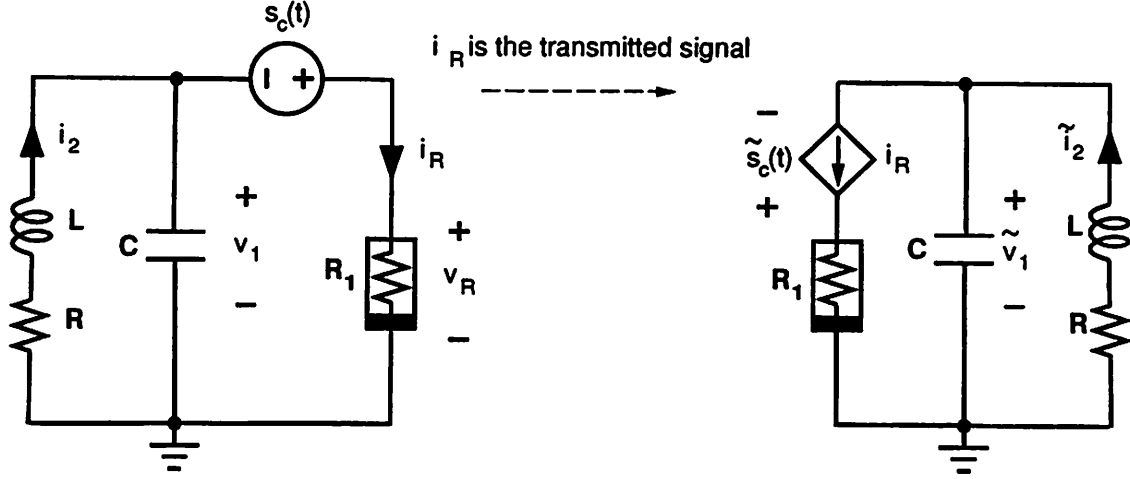 s_c(t)
i_R is the transmitted signal
i_2
L
R
C
+
v_1
−
− +
i_R
R_1
+
v_R
−
−
s̃_c(t)
+
i_R
R_1
C
+
ṽ_1
−
ĩ_2
L
R